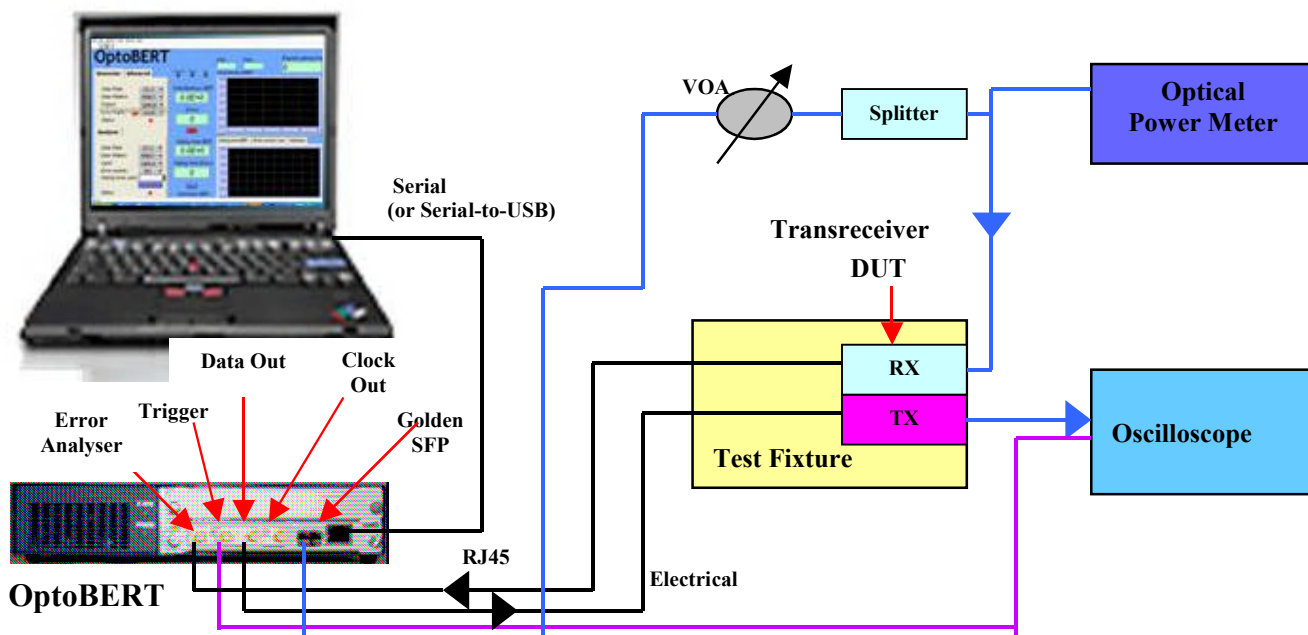 OptoBERT
VOA
Splitter
Optical
Power Meter
Serial
(or Serial-to-USB)
Transreceiver
DUT
Data Out
Clock
Out
Trigger
Error
Analyser
Golden
SFP
RX
TX
Test Fixture
Oscilloscope
RJ45
Electrical
OptoBERT